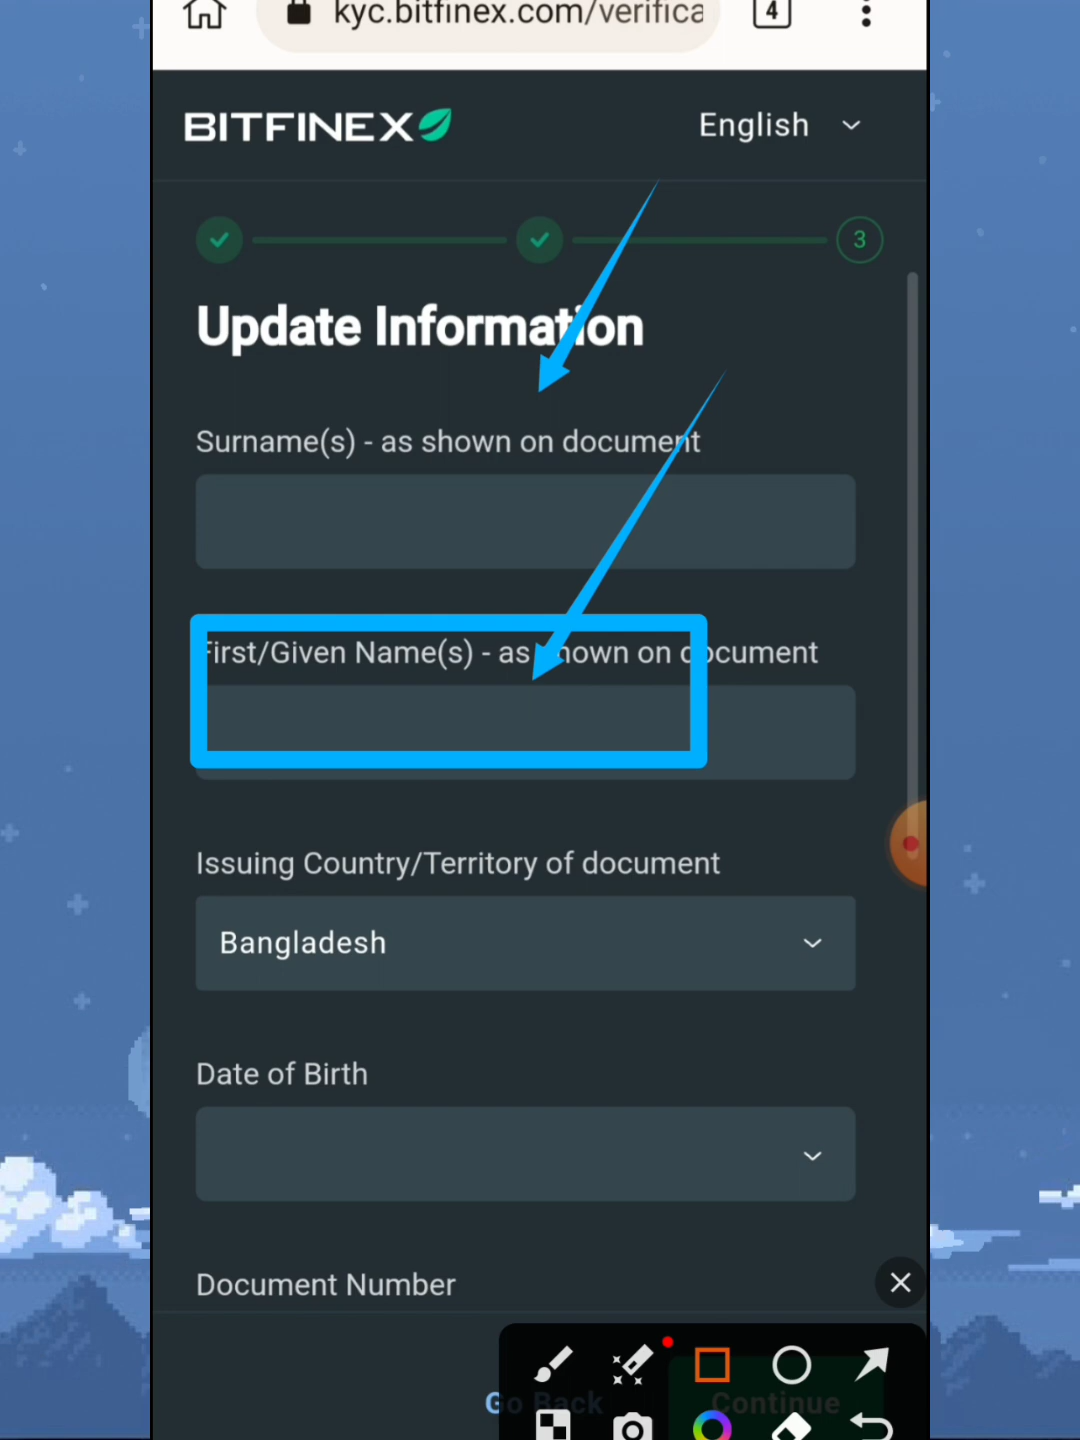 kyc.bitfinex.com/verifica
4
BITFINEX
English
3
Update Information
Surname(s) - as shown on document
First/Given Name(s) - as shown on document
Issuing Country/Territory of document
Bangladesh
Date of Birth
Document Number
Go Back
Continue